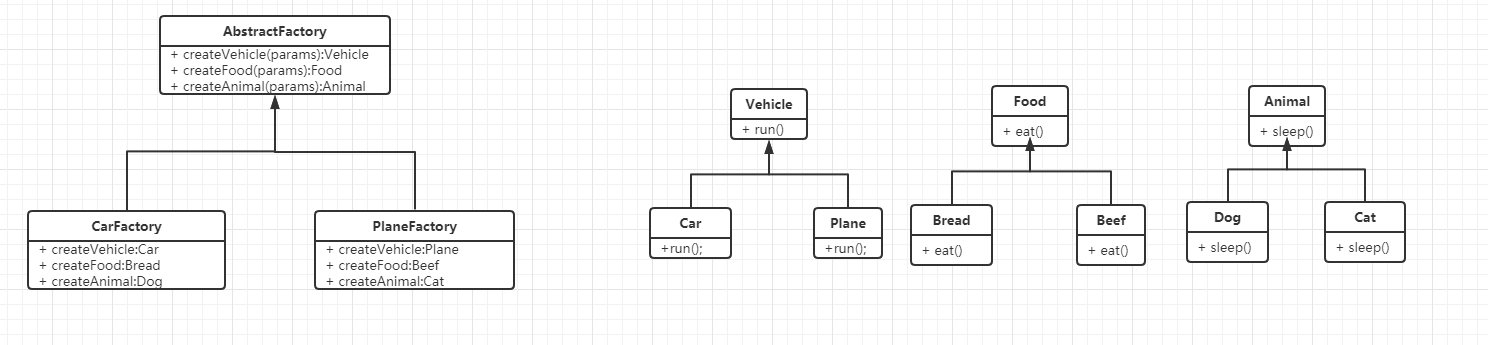 AbstractFactory
+ createVehicle(params):Vehicle
+ createFood(params):Food
+ createAnimal(params):Animal
CarFactory
+ createVehicle:Car
+ createFood:Bread
+ createAnimal:Dog
PlaneFactory
+ createVehicle:Plane
+ createFood:Beef
+ createAnimal:Cat
Vehicle
+ run()
Car
+run();
Plane
+run();
Food
+ eat()
Bread
+ eat()
Beef
+ eat()
Animal
+ sleep()
Dog
+ sleep()
Cat
+ sleep()